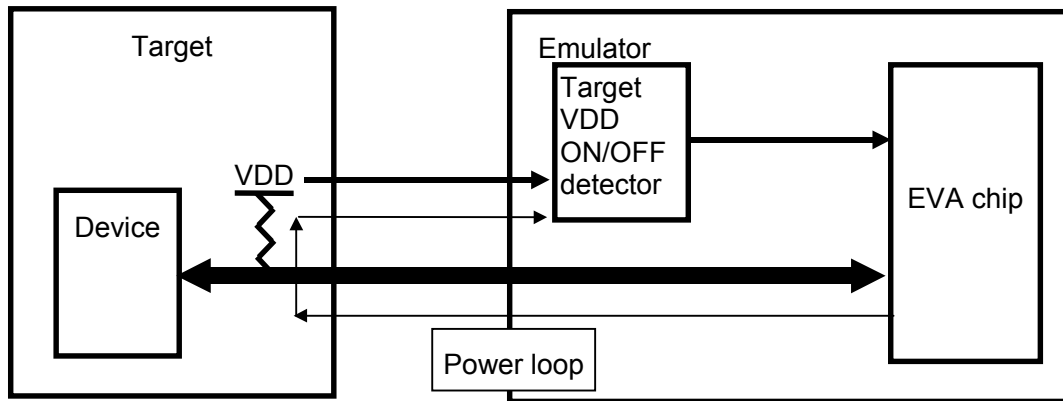 Target
Emulator
Target
VDD
ON/OFF
detector
VDD
Device
EVA chip
Power loop